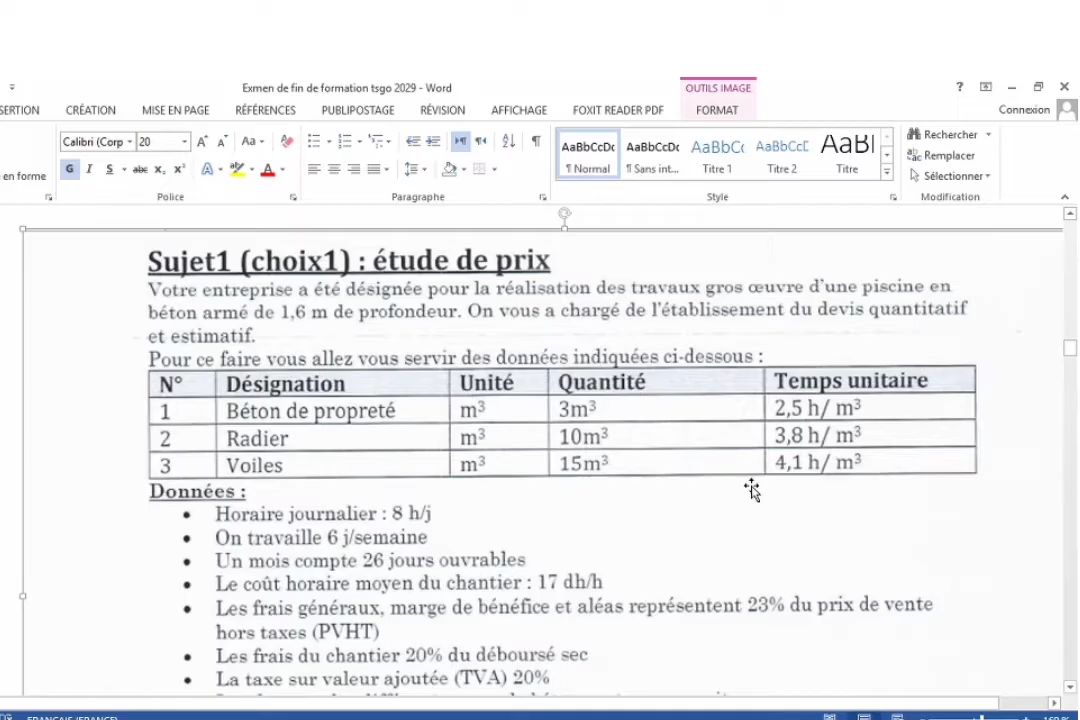 Exmen de fin de formation tsgo 2029 - Word
OUTILS IMAGE
SERTION CRÉATION MISE EN PAGE RÉFÉRENCES PUBLIPOSTAGE RÉVISION AFFICHAGE FOXIT READER PDF FORMAT Connexion
Calibri (Corp 20
en forme
Police
Paragraphe
AaBbCcDc AaBbCcDc AaBbC( AaBbCcD AaBl
¶ Normal ¶ Sans int... Titre 1 Titre 2 Titre
Style
Rechercher
Remplacer
Sélectionner
Modification
Sujet1 (choix1) : étude de prix
Votre entreprise a été désignée pour la réalisation des travaux gros œuvre d'une piscine en
béton armé de 1,6 m de profondeur. On vous a chargé de l'établissement du devis quantitatif
et estimatif.
Pour ce faire vous allez vous servir des données indiquées ci-dessous :
N° Désignation Unité Quantité Temps unitaire
1 Béton de propreté m³ 3m³ 2,5 h/ m³
2 Radier m³ 10m³ 3,8 h/ m³
3 Voiles m³ 15m³ 4,1 h/ m³
Données :
• Horaire journalier : 8 h/j
• On travaille 6 j/semaine
• Un mois compte 26 jours ouvrables
• Le coût horaire moyen du chantier : 17 dh/h
• Les frais généraux, marge de bénéfice et aléas représentent 23% du prix de vente
hors taxes (PVHT)
• Les frais du chantier 20% du déboursé sec
• La taxe sur valeur ajoutée (TVA) 20%
FRANÇAIS (FRANCE)